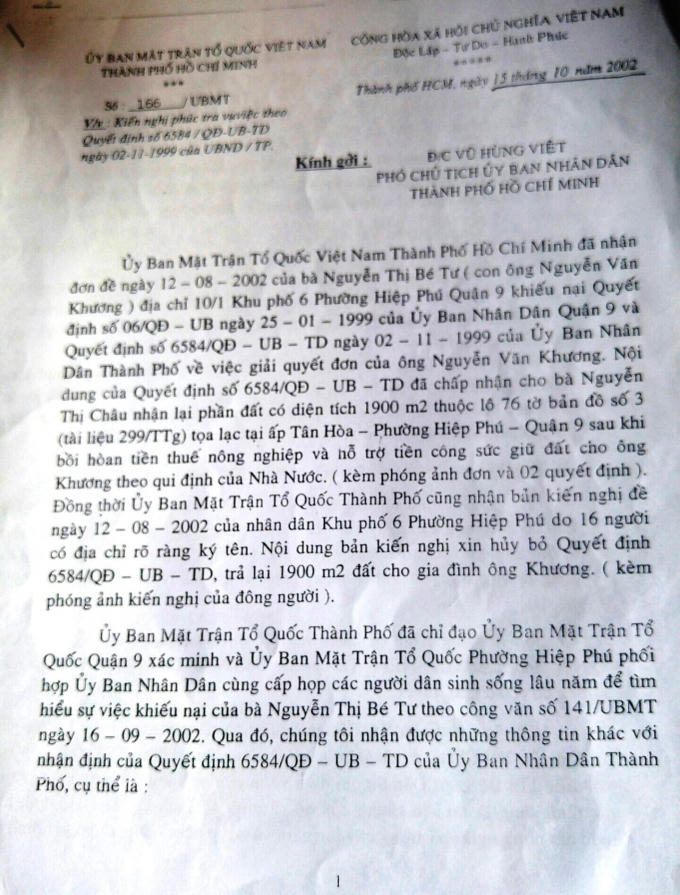 ỦY BAN MẶT TRẬN TỔ QUỐC VIỆT NAM
THÀNH PHỐ HỒ CHÍ MINH
***
Số : 166 / UBMT
V/v : Kiến nghị phúc tra vụ việc theo
Quyết định số 6584 / QĐ-UB-TD
ngày 02-11-1999 của UBND / TP.
CỘNG HÒA XÃ HỘI CHỦ NGHĨA VIỆT NAM
Độc Lập – Tự Do – Hạnh Phúc
*****
Thành phố HCM, ngày 15 tháng 10 năm 2002
Kính gởi :
Đ/C VŨ HÙNG VIỆT
PHÓ CHỦ TỊCH ỦY BAN NHÂN DÂN
THÀNH PHỐ HỒ CHÍ MINH
Ủy Ban Mặt Trận Tổ Quốc Việt Nam Thành Phố Hồ Chí Minh đã nhận
đơn đề ngày 12 – 08 – 2002 của bà Nguyễn Thị Bé Tư ( con ông Nguyễn Văn
Khương ) địa chỉ 10/1 Khu phố 6 Phường Hiệp Phú Quận 9 khiếu nại Quyết
định số 06/QĐ – UB ngày 25 – 01 – 1999 của Ủy Ban Nhân Dân Quận 9 và
Quyết định số 6584/QĐ – UB – TD ngày 02 – 11 – 1999 của Ủy Ban Nhân
Dân Thành Phố về việc giải quyết đơn của ông Nguyễn Văn Khương. Nội
dung của Quyết định số 6584/QĐ – UB – TD đã chấp nhận cho bà Nguyễn
Thị Châu nhận lại phần đất có diện tích 1900 m2 thuộc lô 76 tờ bản đồ số 3
(tài liệu 299/TTg) tọa lạc tại ấp Tân Hòa – Phường Hiệp Phú – Quận 9 sau khi
bồi hòan tiền thuế nông nghiệp và hỗ trợ tiền công sức giữ đất cho ông
Khương theo qui định của Nhà Nước. ( kèm phóng ảnh đơn và 02 quyết định ).
Đồng thời Ủy Ban Mặt Trận Tổ Quốc Thành Phố cũng nhận bản kiến nghị đề
ngày 12 – 08 – 2002 của nhân dân Khu phố 6 Phường Hiệp Phú do 16 người
có địa chỉ rõ ràng ký tên. Nội dung bản kiến nghị xin hủy bỏ Quyết định
6584/QĐ – UB – TD, trả lại 1900 m2 đất cho gia đình ông Khương. ( kèm
phóng ảnh kiến nghị của đông người ).
Ủy Ban Mặt Trận Tổ Quốc Thành Phố đã chỉ đạo Ủy Ban Mặt Trận Tổ
Quốc Quận 9 xác minh và Ủy Ban Mặt Trận Tổ Quốc Phường Hiệp Phú phối
hợp Ủy Ban Nhân Dân cùng cấp họp các người dân sinh sống lâu năm để tìm
hiểu sự việc khiếu nại của bà Nguyễn Thị Bé Tư theo công văn số 141/UBMT
ngày 16 – 09 – 2002. Qua đó, chúng tôi nhận được những thông tin khác với
nhận định của Quyết định 6584/QĐ – UB – TD của Ủy Ban Nhân Dân Thành
Phố, cụ thể là :
1